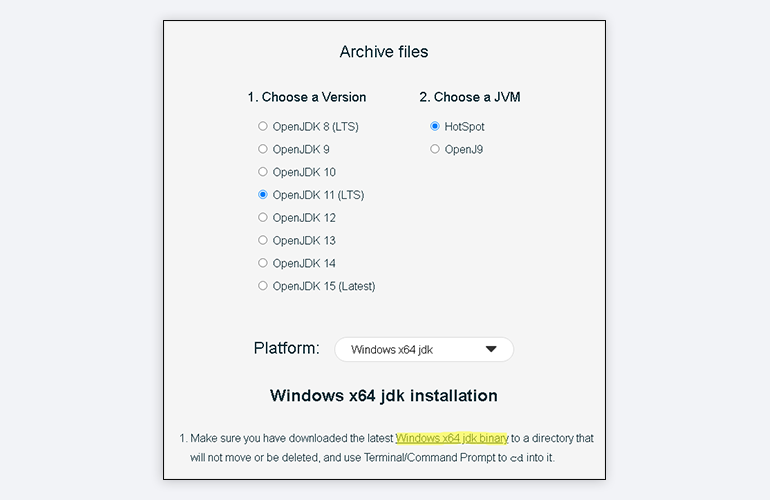 Archive files
1. Choose a Version
2. Choose a JVM
OpenJDK 8 (LTS)
HotSpot
OpenJDK 9
OpenJ9
OpenJDK 10
OpenJDK 11 (LTS)
OpenJDK 12
OpenJDK 13
OpenJDK 14
OpenJDK 15 (Latest)
Platform: Windows x64 jdk
Windows x64 jdk installation
1. Make sure you have downloaded the latest Windows x64 jdk binary to a directory that
will not move or be deleted, and use Terminal/Command Prompt to cd into it.